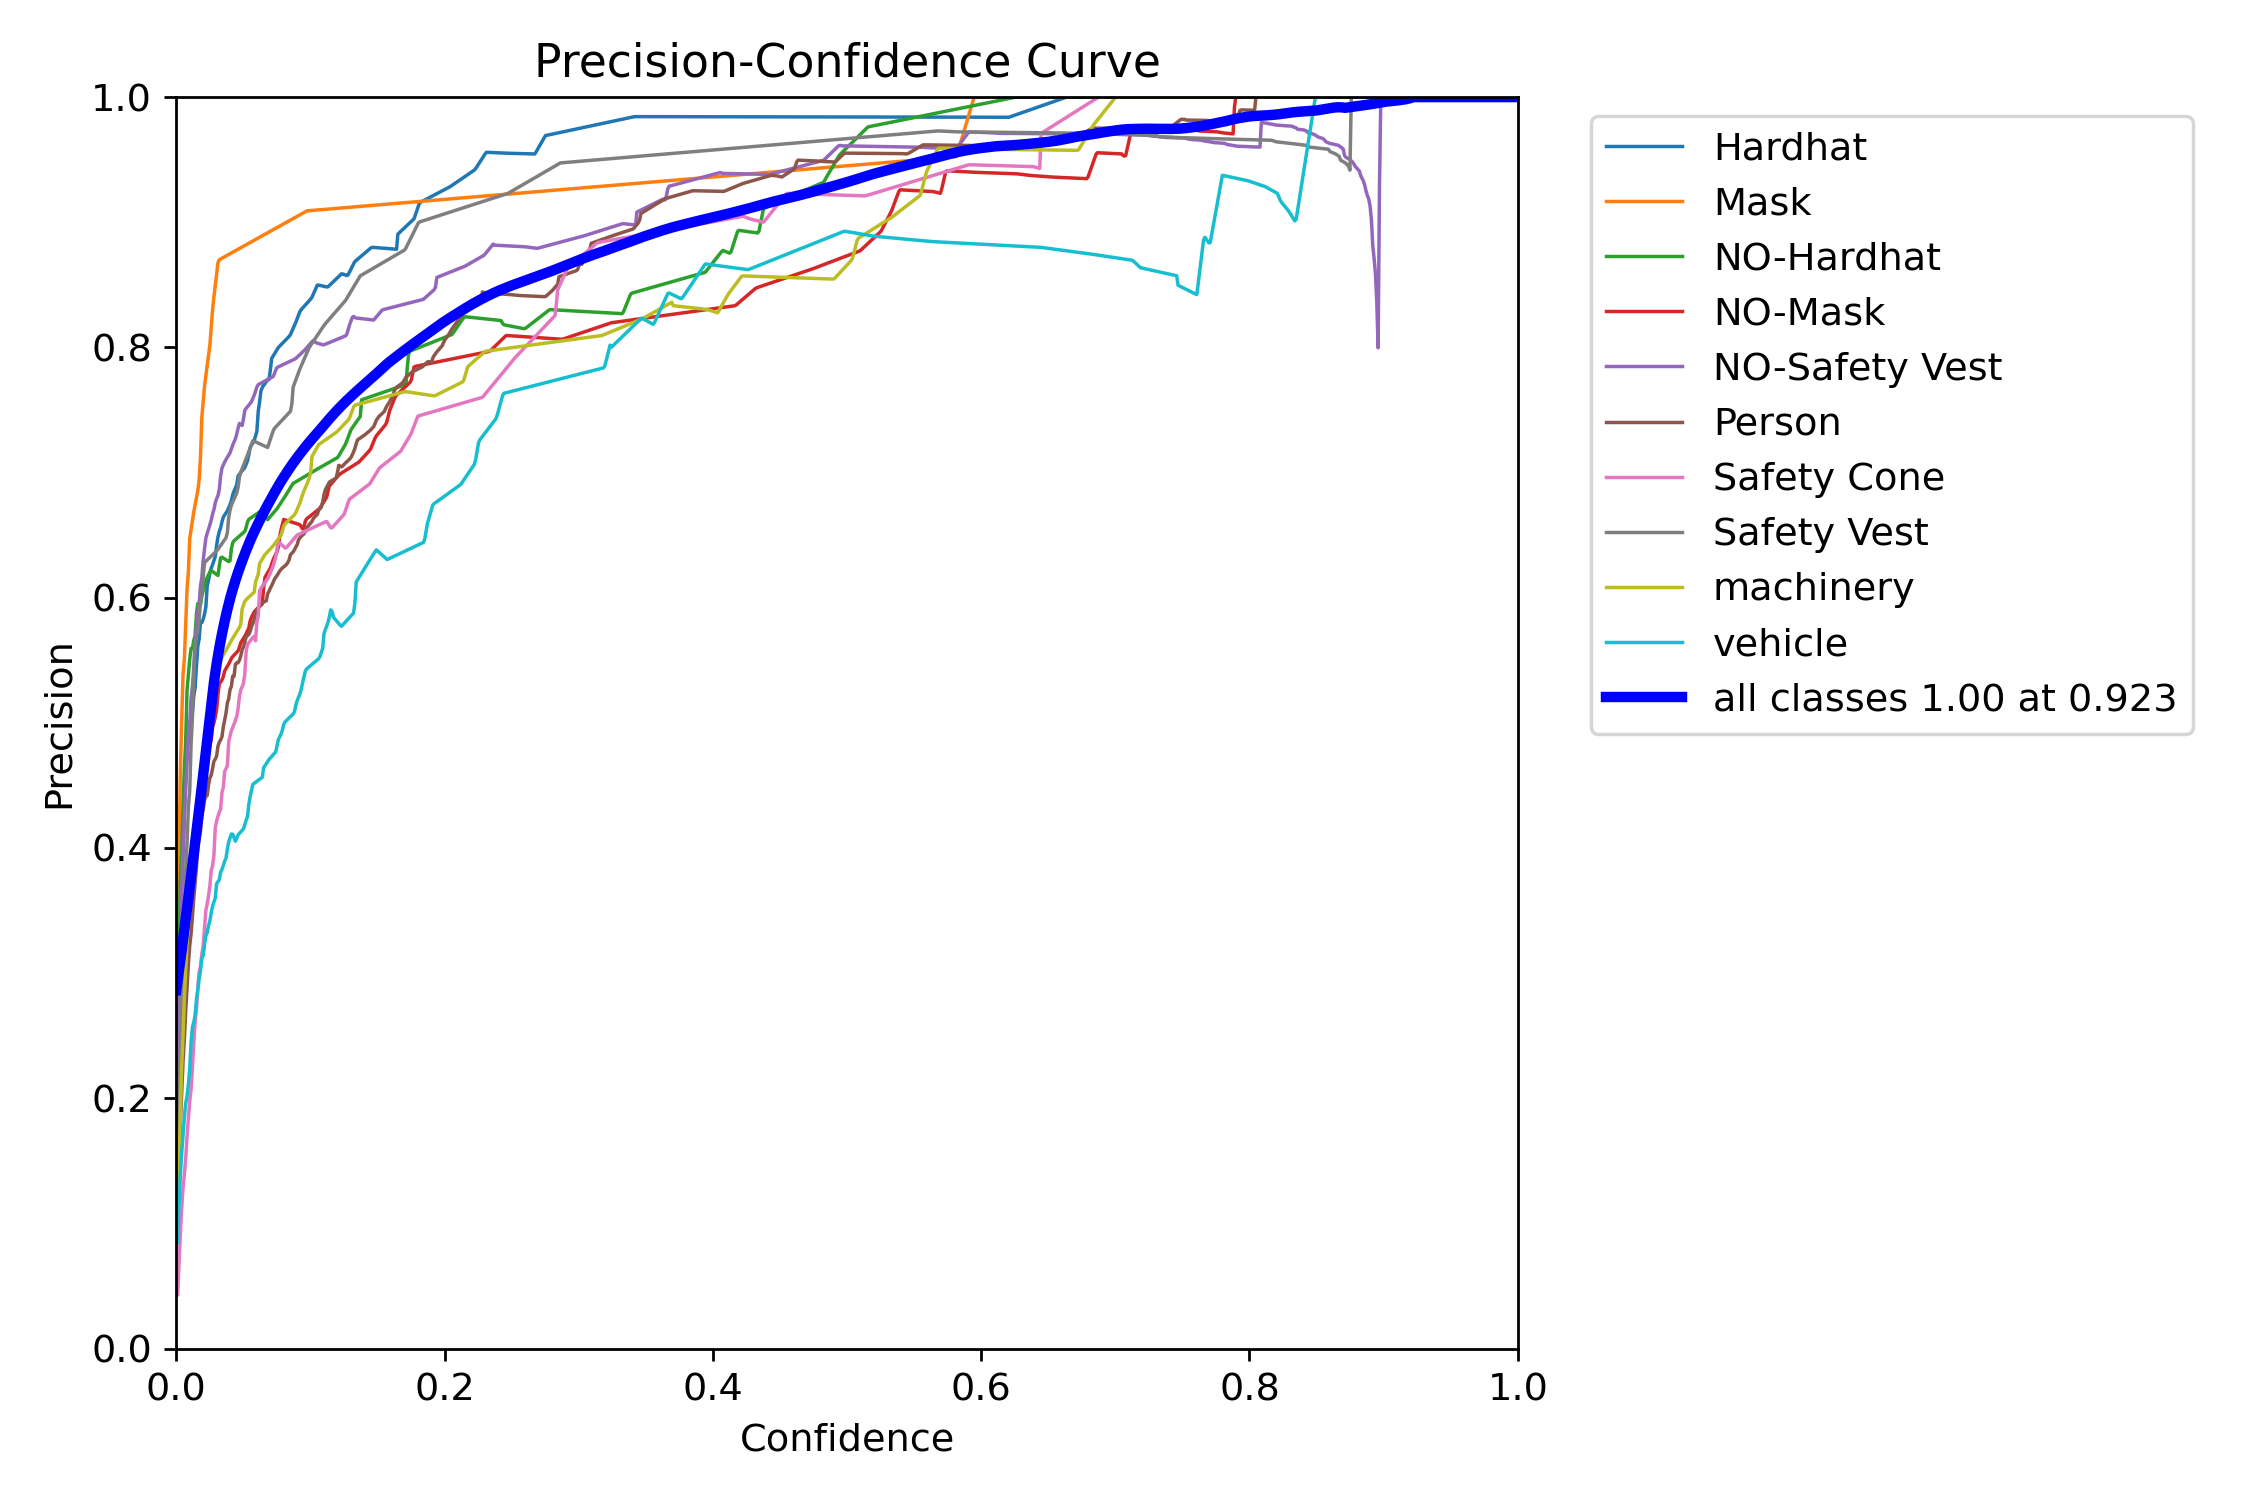 Precision-Confidence Curve
1.0
0.8
0.6
0.4
0.2
0.0
Precision
0.0 0.2 0.4 0.6 0.8 1.0
Confidence
Hardhat
Mask
NO-Hardhat
NO-Mask
NO-Safety Vest
Person
Safety Cone
Safety Vest
machinery
vehicle
all classes 1.00 at 0.923